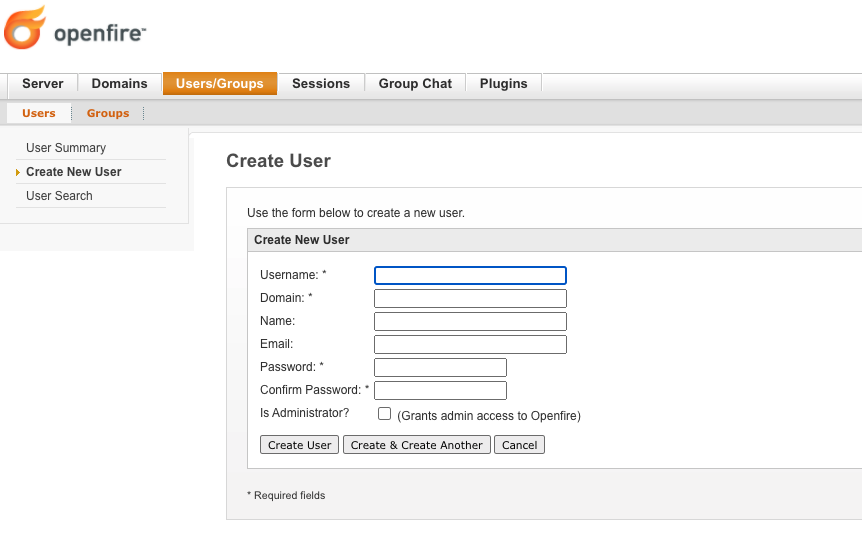 openfire™
Server Domains Users/Groups Sessions Group Chat Plugins
Users Groups
User Summary
Create New User
User Search
Create User
Use the form below to create a new user.
Create New User
Username: *
Domain: *
Name:
Email:
Password: *
Confirm Password: *
Is Administrator? (Grants admin access to Openfire)
Create User Create & Create Another Cancel
* Required fields